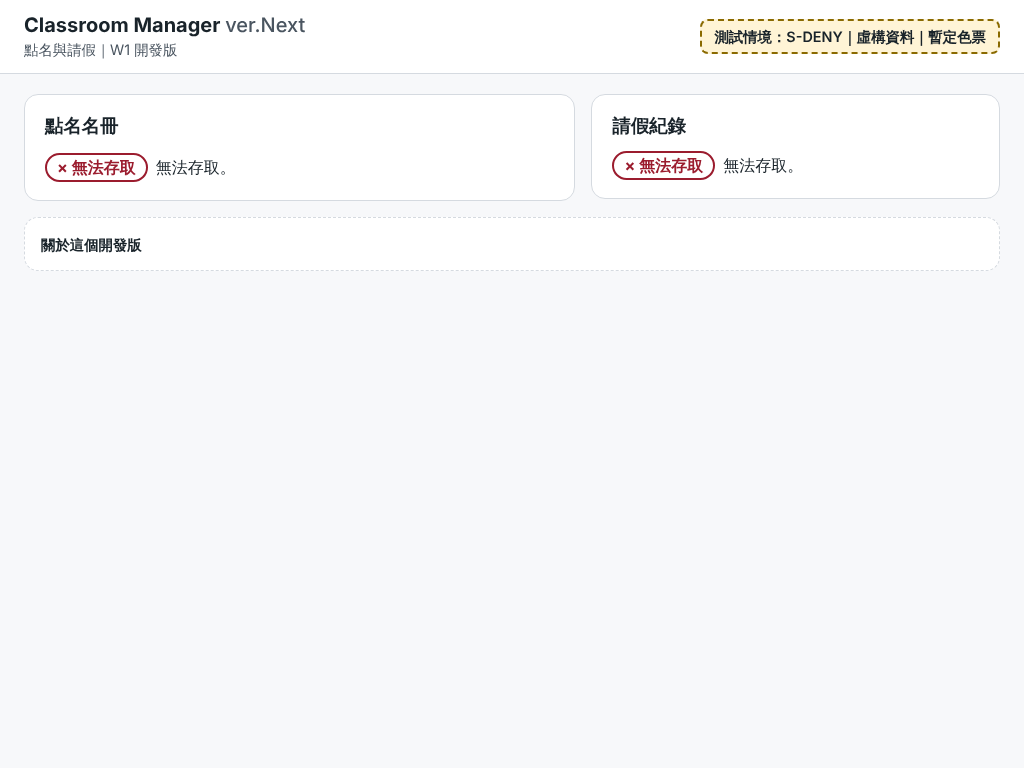 Classroom Manager ver.Next
點名與請假｜W1 開發版
測試情境：S-DENY｜虛構資料｜暫定色票
點名名冊
× 無法存取 無法存取。
請假紀錄
× 無法存取 無法存取。
關於這個開發版